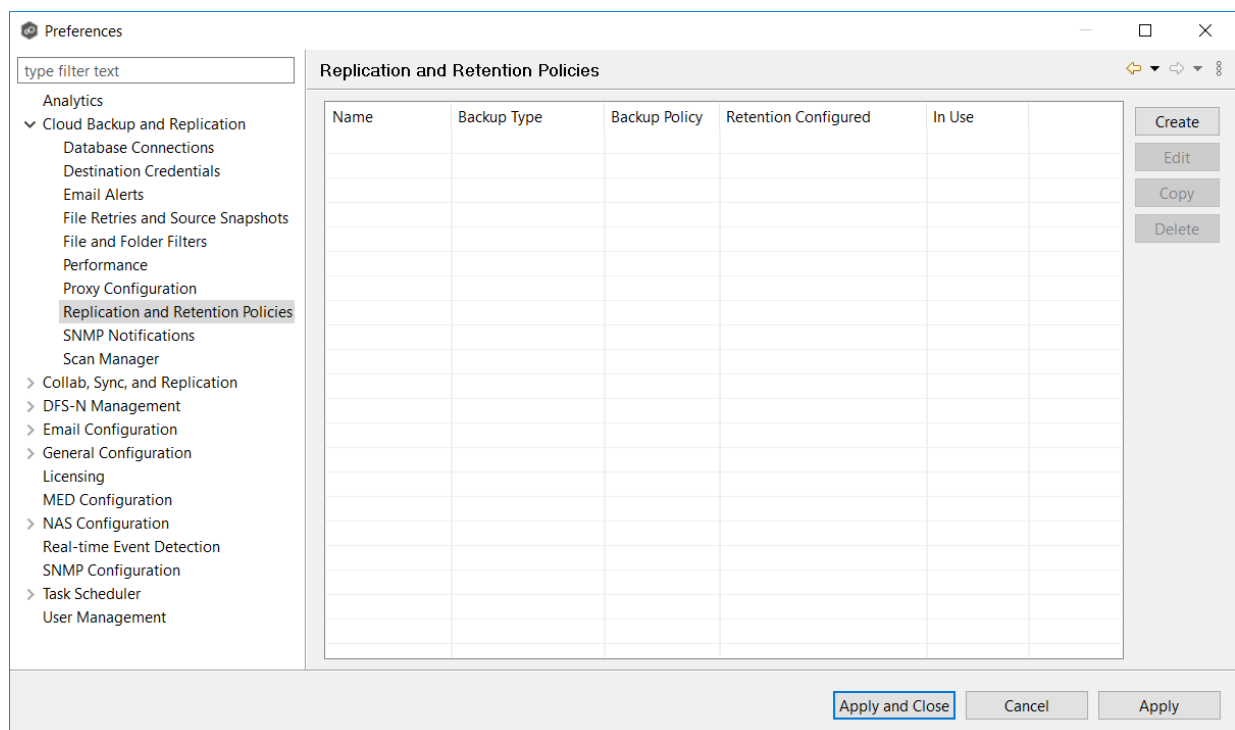 Preferences
type filter text
Analytics
Cloud Backup and Replication
Database Connections
Destination Credentials
Email Alerts
File Retries and Source Snapshots
File and Folder Filters
Performance
Proxy Configuration
Replication and Retention Policies
SNMP Notifications
Scan Manager
Collab, Sync, and Replication
DFS-N Management
Email Configuration
General Configuration
Licensing
MED Configuration
NAS Configuration
Real-time Event Detection
SNMP Configuration
Task Scheduler
User Management
Replication and Retention Policies
Name Backup Type Backup Policy Retention Configured In Use
Create
Edit
Copy
Delete
Apply and Close Cancel Apply